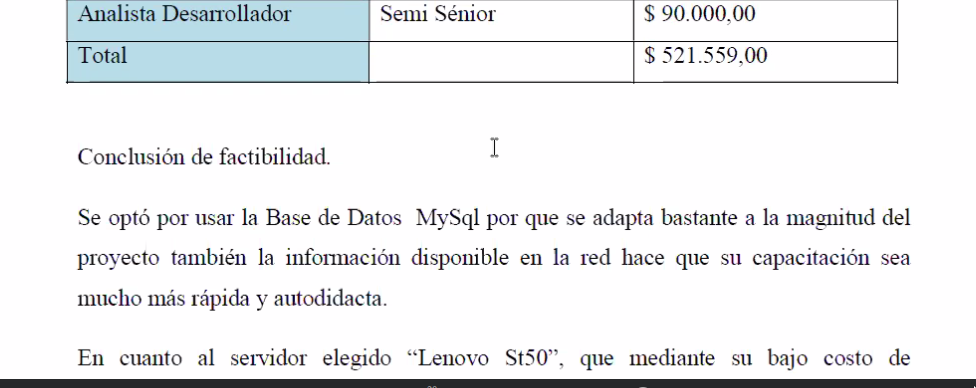 Analista Desarrollador Semi Sénior $ 90.000,00
Total $ 521.559,00
Conclusión de factibilidad.
Se optó por usar la Base de Datos MySql por que se adapta bastante a la magnitud del
proyecto también la información disponible en la red hace que su capacitación sea
mucho más rápida y autodidacta.
En cuanto al servidor elegido “Lenovo St50”, que mediante su bajo costo de